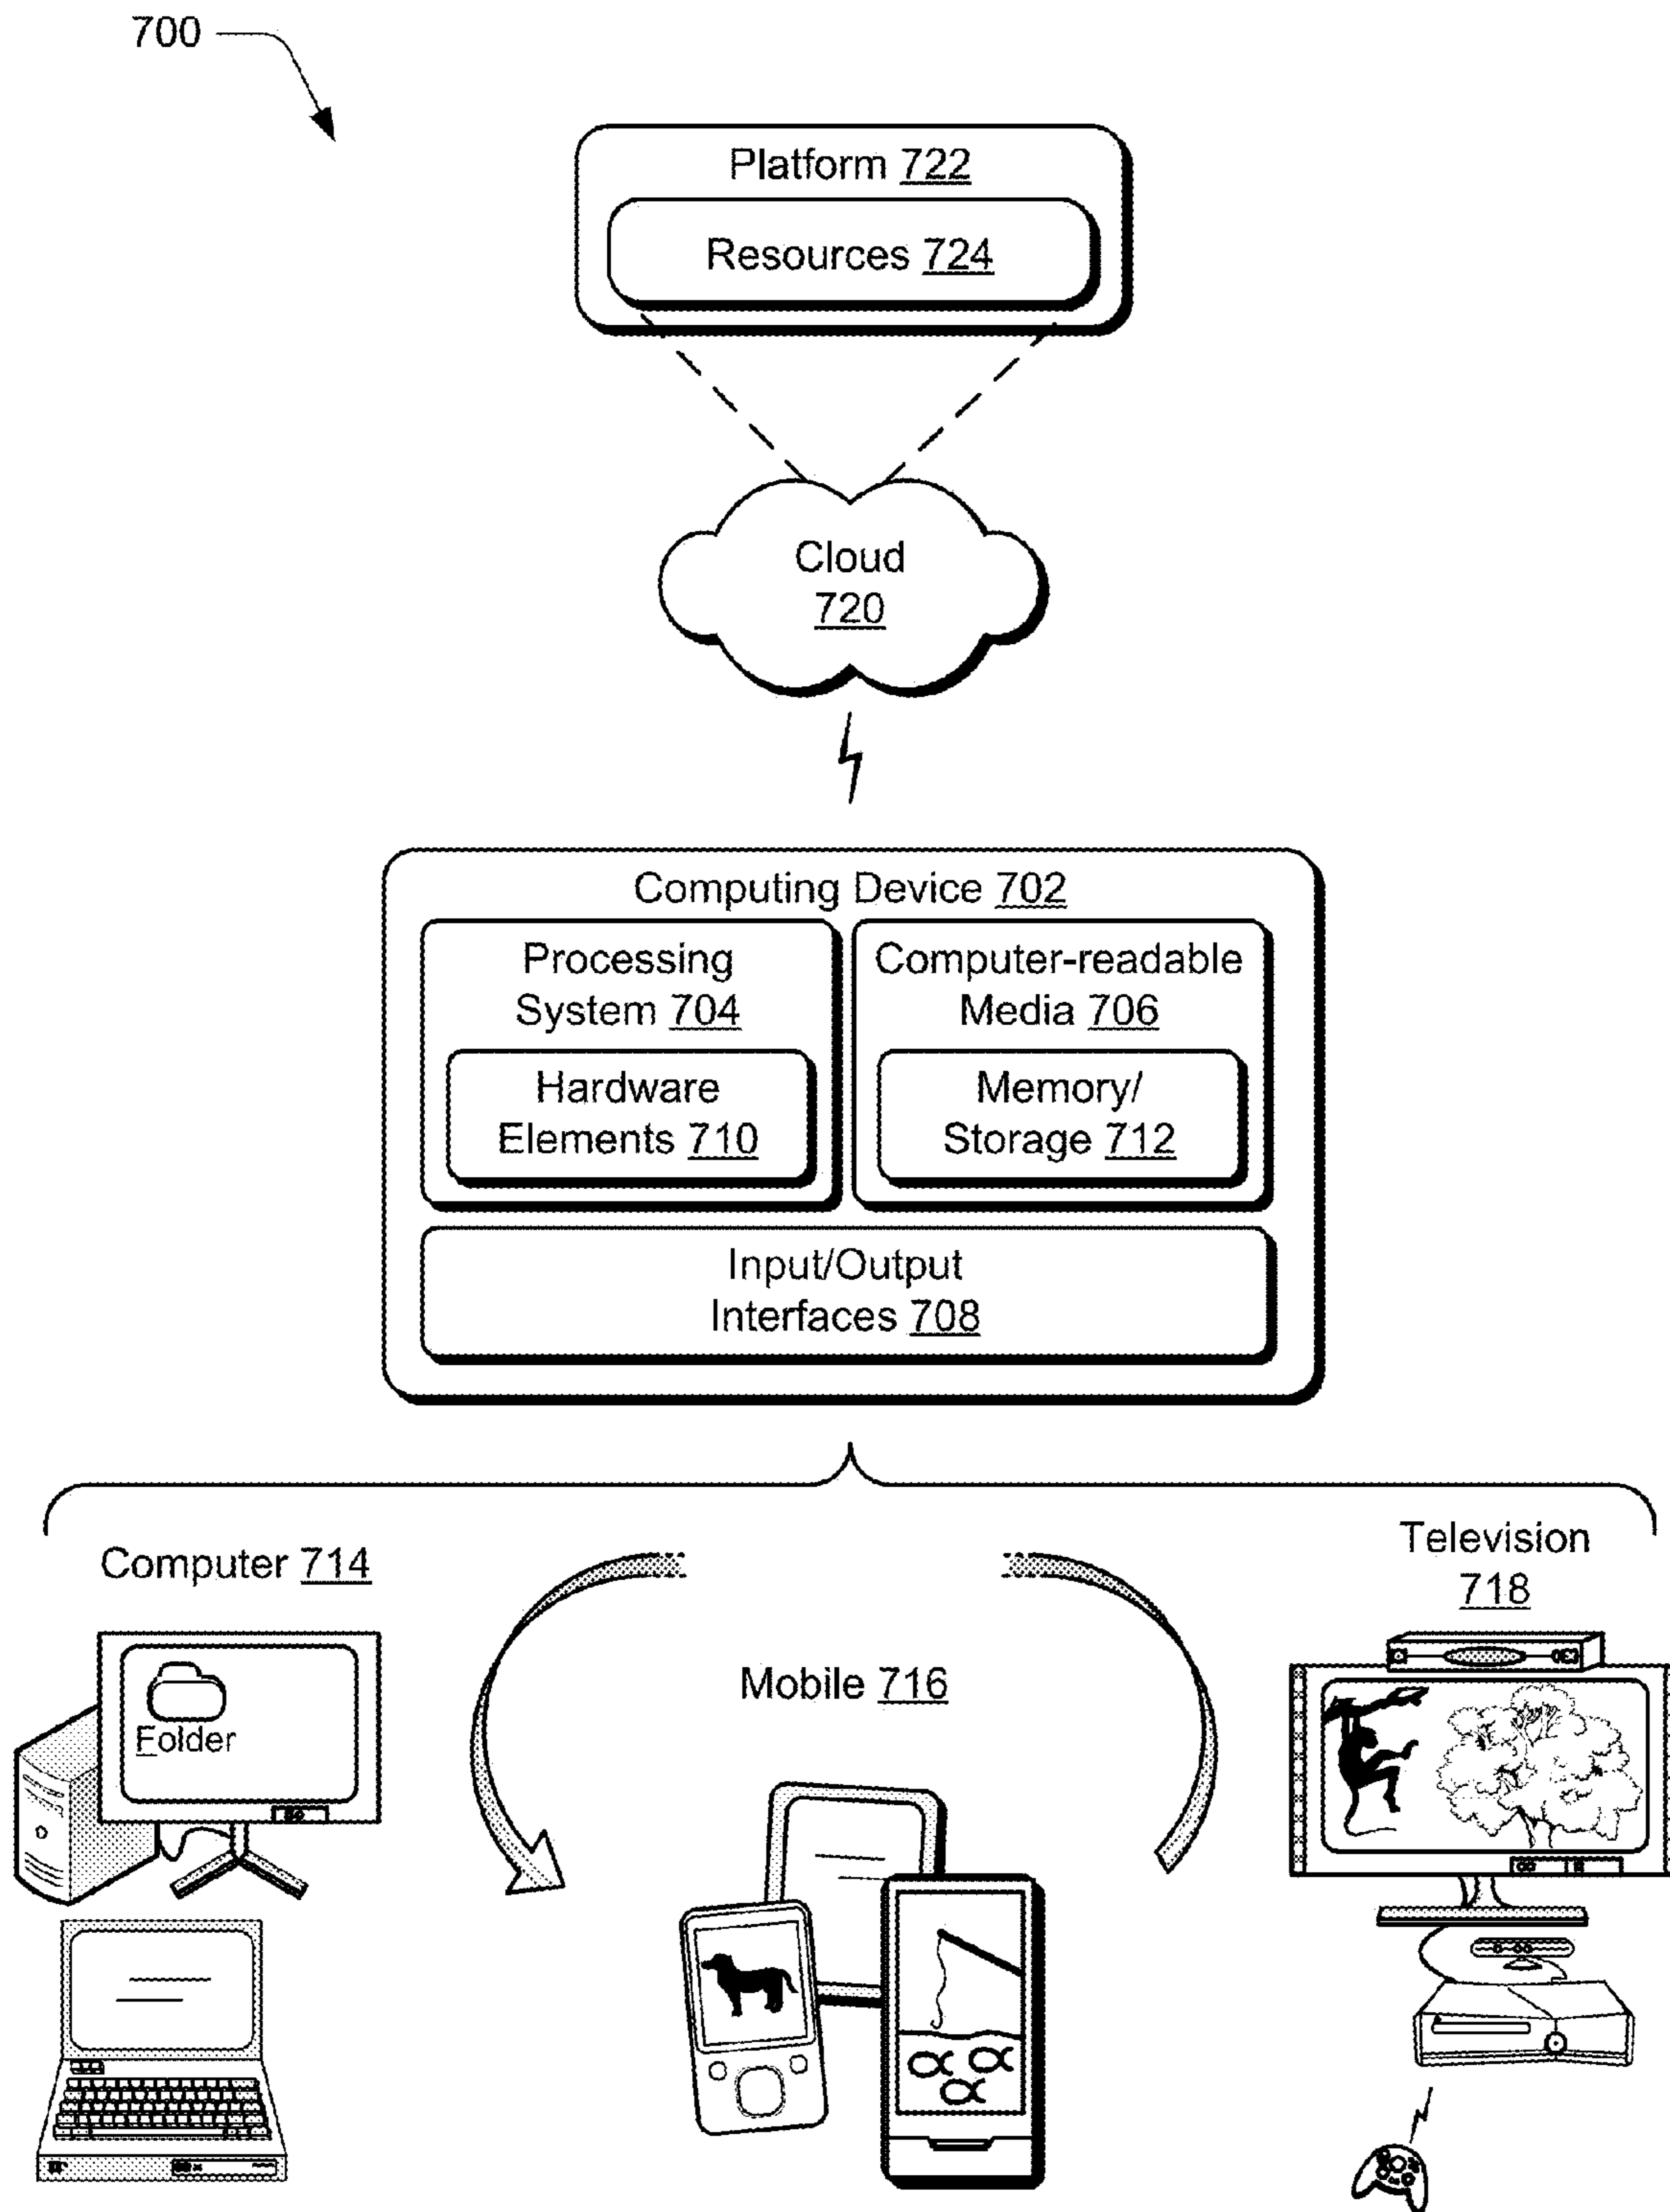 700
Platform 722
Resources 724
Cloud
720
Computing Device 702
Processing
System 704
Hardware
Elements 710
Computer-readable
Media 706
Memory/
Storage 712
Input/Output
Interfaces 708
Computer 714
Folder
Mobile 716
Television
718